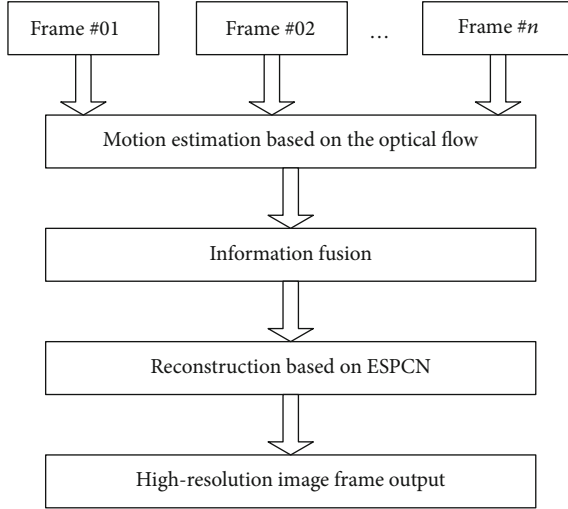 Frame #01 Frame #02 ... Frame #n
Motion estimation based on the optical flow
Information fusion
Reconstruction based on ESPCN
High-resolution image frame output